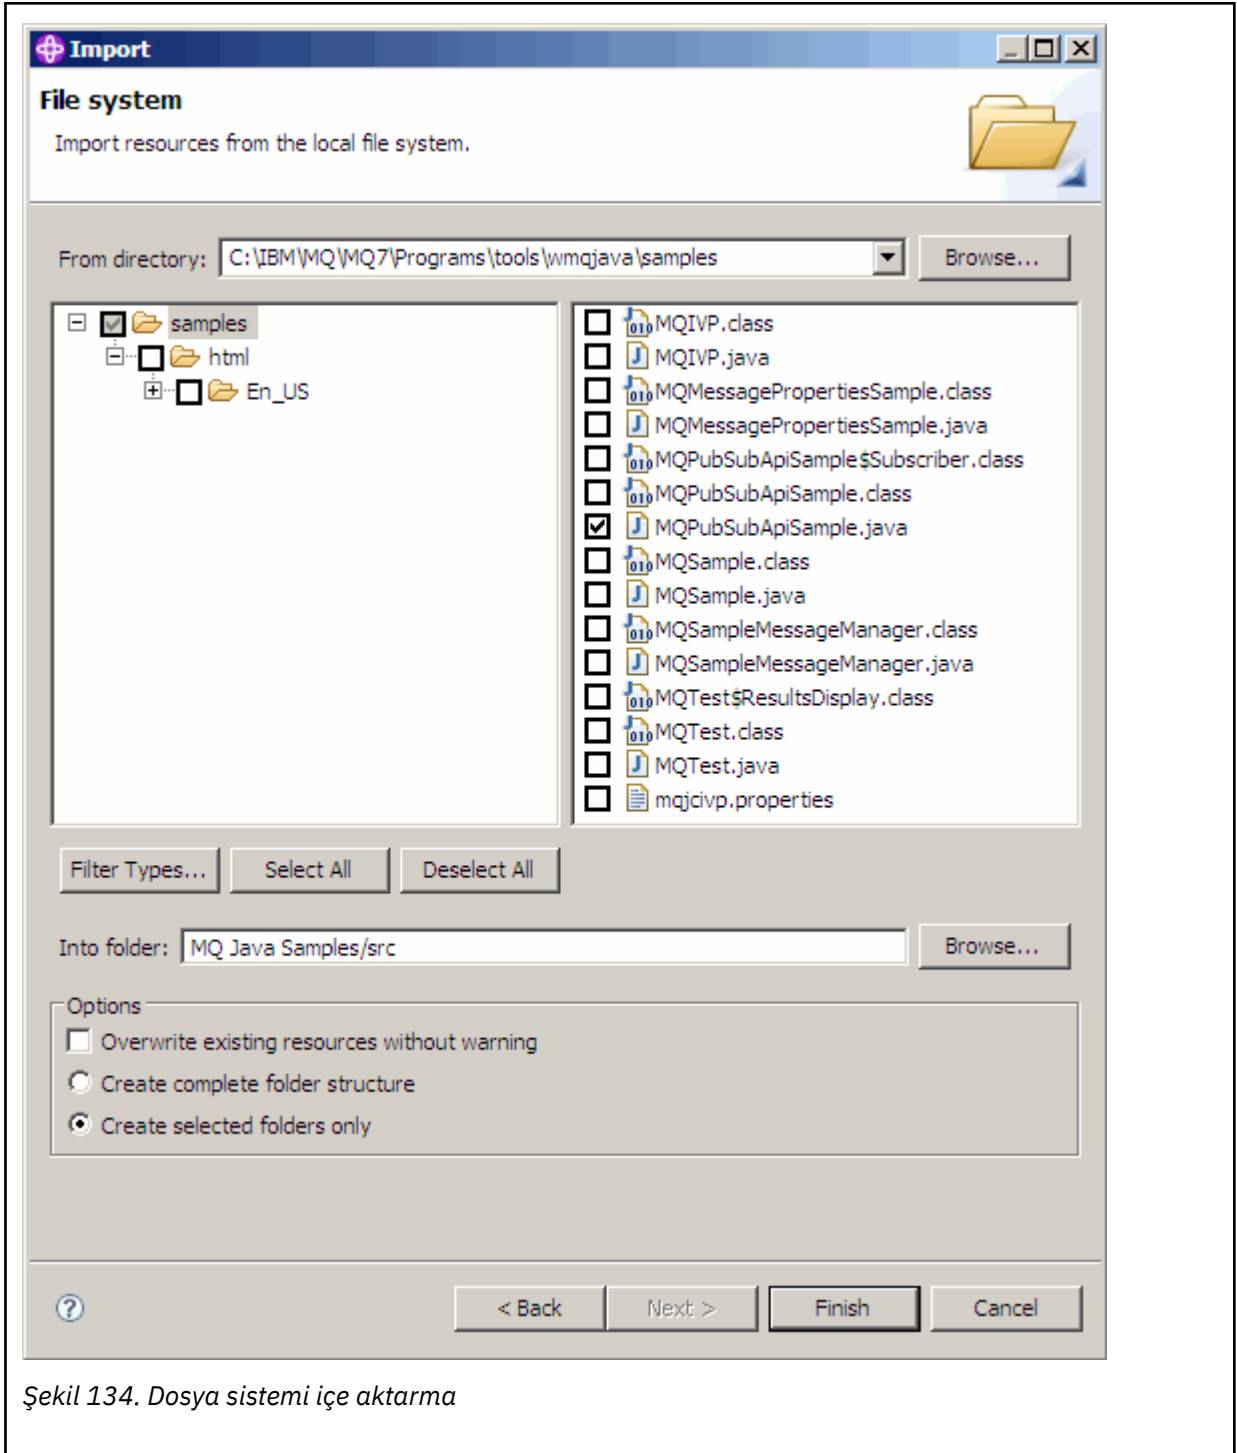 Import
File system
Import resources from the local file system.
From directory: C:\IBM\MQ\MQ7\Programs\tools\wmqjava\samples Browse...
samples
html
En_US
MQIVP.class
MQIVP.java
MQMessagePropertiesSample.class
MQMessagePropertiesSample.java
MQPubSubApiSample$Subscriber.class
MQPubSubApiSample.class
MQPubSubApiSample.java
MQSample.class
MQSample.java
MQSampleMessageManager.class
MQSampleMessageManager.java
MQTest$ResultsDisplay.class
MQTest.class
MQTest.java
mqjcivp.properties
Filter Types... Select All Deselect All
Into folder: MQ Java Samples/src Browse...
Options
Overwrite existing resources without warning
Create complete folder structure
Create selected folders only
< Back Next > Finish Cancel
Şekil 134. Dosya sistemi içe aktarma